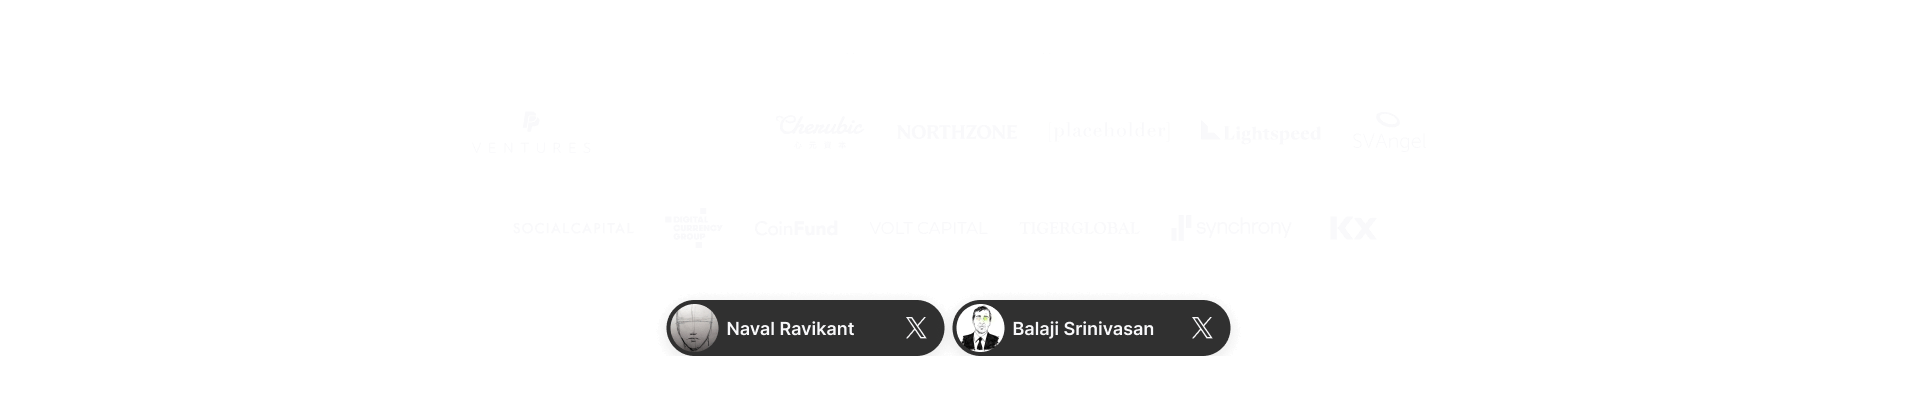 VENTURES
Cherubic
VENT
NORTHZONE
placeholder
Lightspeed
SVAngel
SOCIALCAPITAL
DIGITAL
CURRENCY
GROUP
CoinFund
VOLT CAPITAL
TIGERGLOBAL
synchrony
KX
Naval Ravikant
Balaji Srinivasan